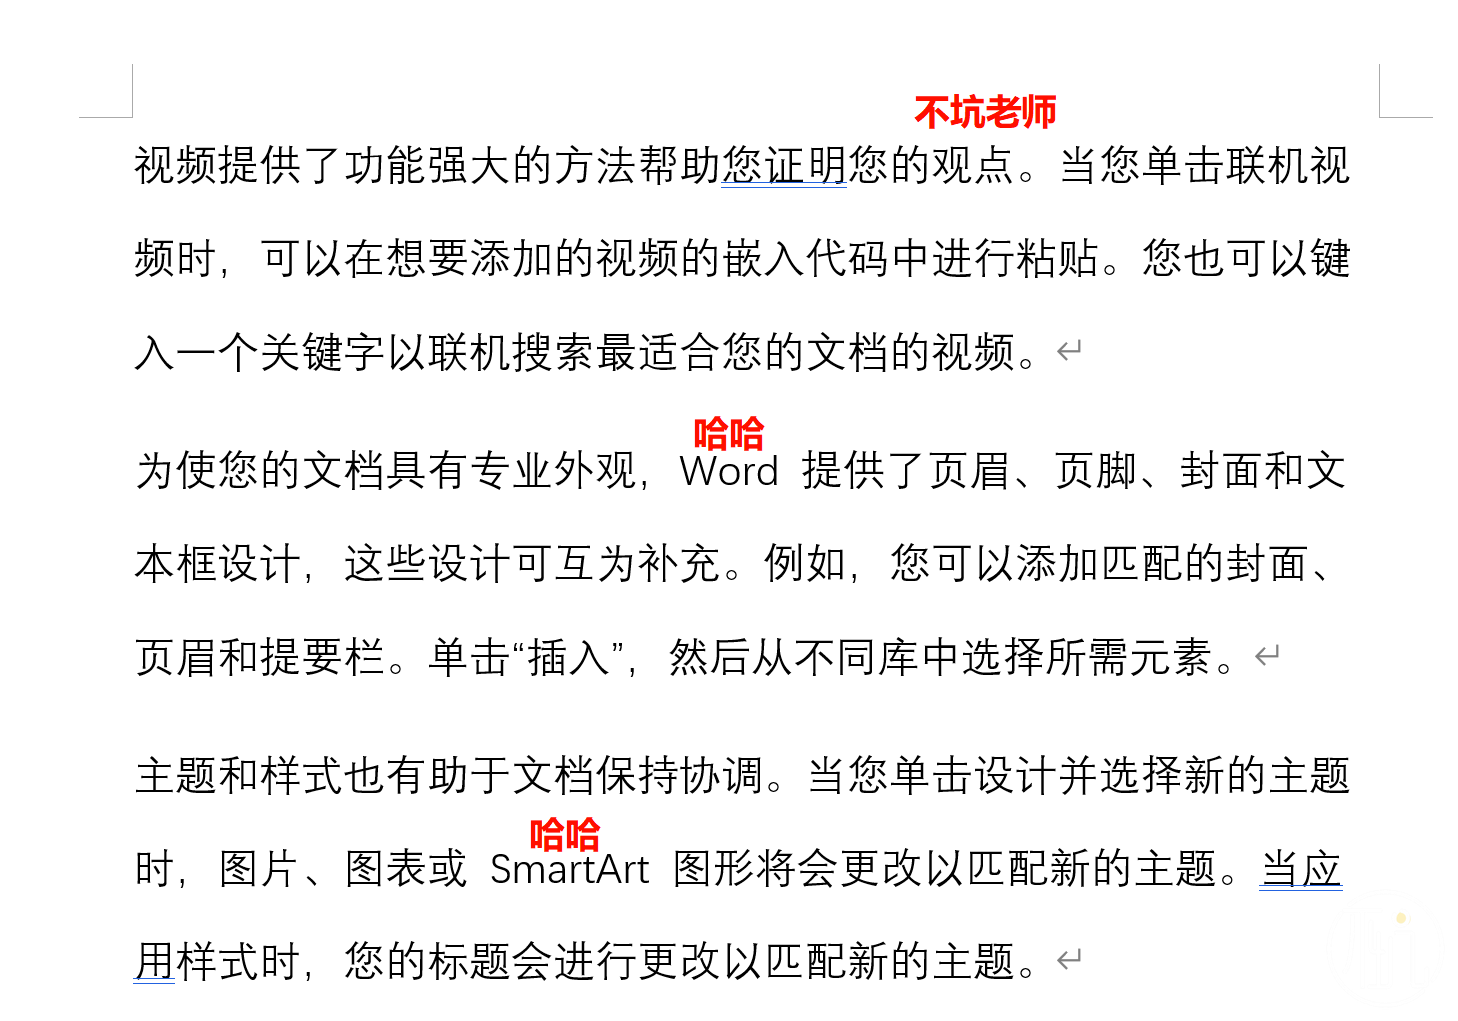 不坑老师
视频提供了功能强大的方法帮助您证明您的观点。当您单击联机视
频时，可以在想要添加的视频的嵌入代码中进行粘贴。您也可以键
入一个关键字以联机搜索最适合您的文档的视频。↵
哈哈
为使您的文档具有专业外观，Word 提供了页眉、页脚、封面和文
本框设计，这些设计可互为补充。例如，您可以添加匹配的封面、
页眉和提要栏。单击“插入”，然后从不同库中选择所需元素。↵
主题和样式也有助于文档保持协调。当您单击设计并选择新的主题
哈哈
时，图片、图表或 SmartArt 图形将会更改以匹配新的主题。当应
用样式时，您的标题会进行更改以匹配新的主题。↵